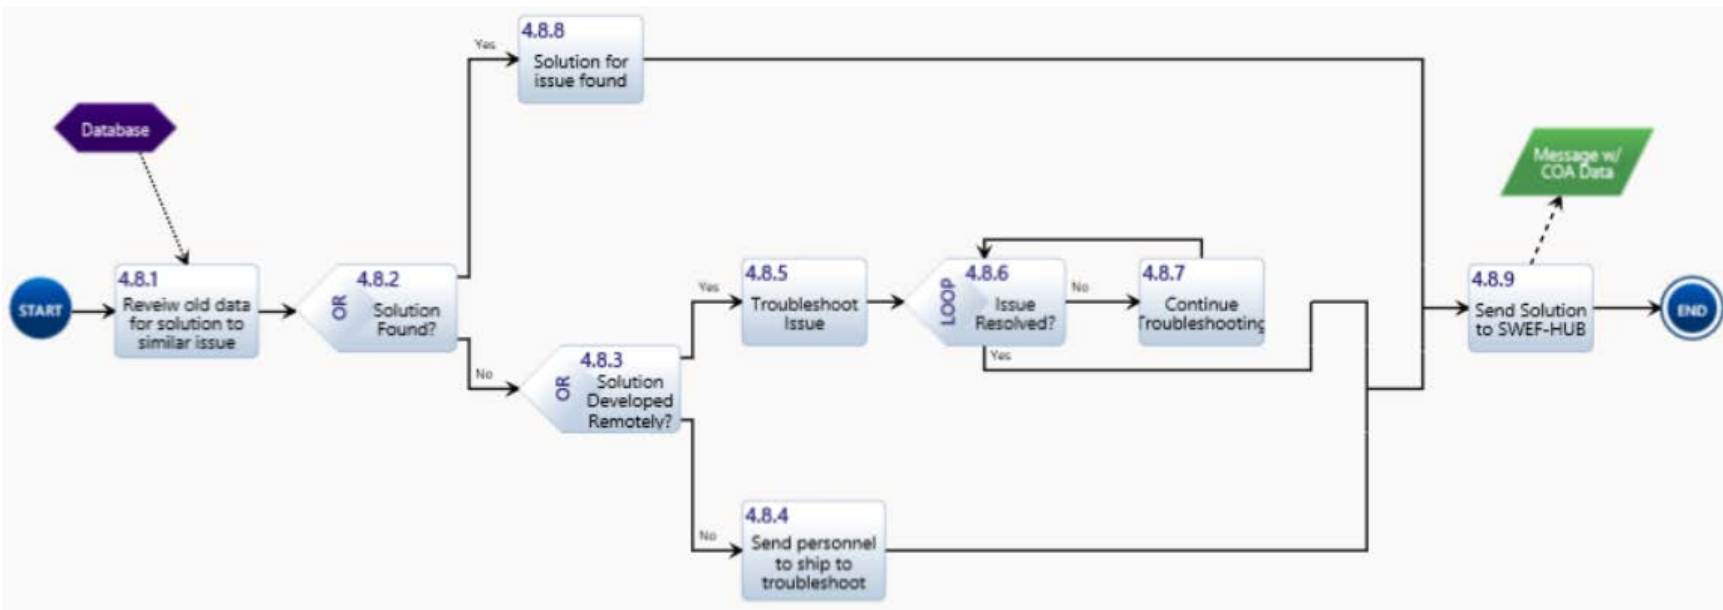 4.8.8
Yes
Solution for
issue found
Database
Message w/
COA Data
4.8.1
Reveiw old data
for solution to
similar issue
START
4.8.2
OR
Solution
Found?
No
4.8.3
OR
Solution
Developed
Remotely?
Yes
4.8.5
Troubleshoot
Issue
4.8.6
LOOP
Issue
Resolved?
No
Yes
4.8.7
Continue
Troubleshooting
No
4.8.4
Send personnel
to ship to
troubleshoot
4.8.9
Send Solution
to SWEF-HUB
END